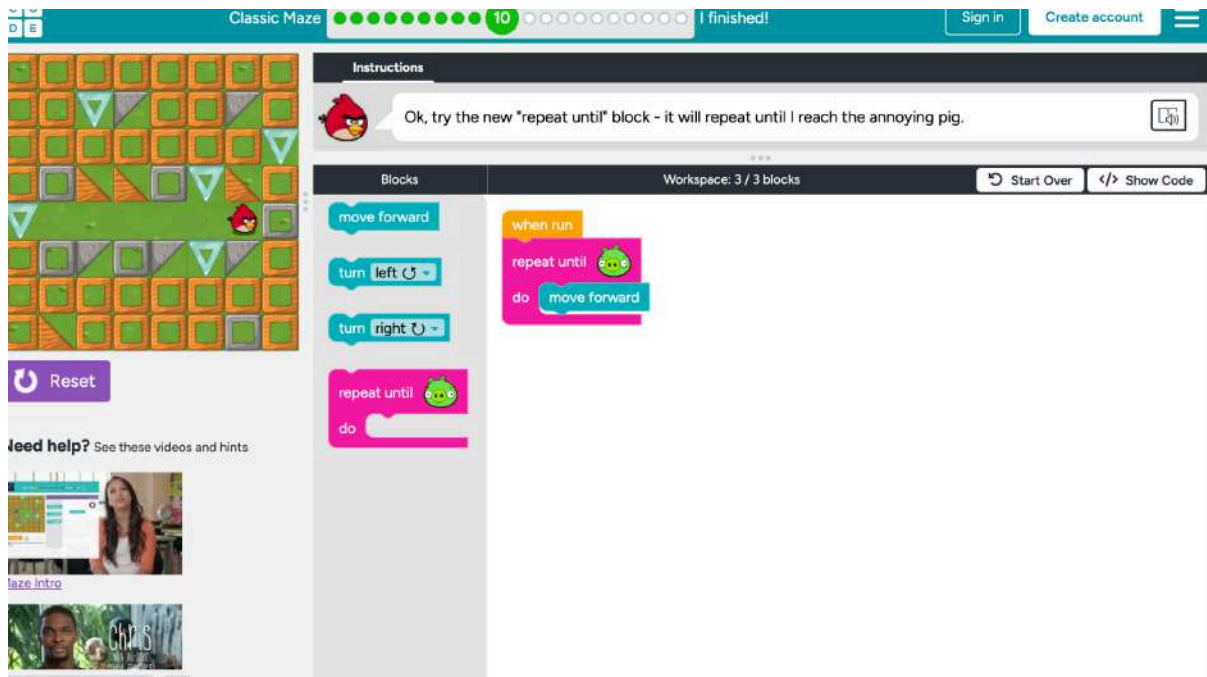 D E
Classic Maze 10 I finished! Sign in Create account
Instructions
Ok, try the new "repeat until" block - it will repeat until I reach the annoying pig.
Blocks
Workspace: 3 / 3 blocks
Start Over
</> Show Code
move forward
turn left
turn right
repeat until
do
when run
repeat until
do move forward
Reset
Need help? See these videos and hints
Maze Intro
Chris